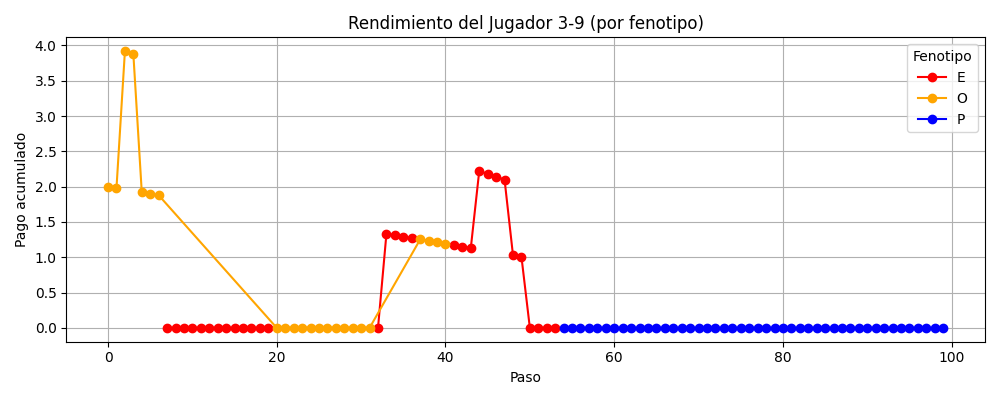 Rendimiento del Jugador 3-9 (por fenotipo)
Pago acumulado
4.0
3.5
3.0
2.5
2.0
1.5
1.0
0.5
0.0
Fenotipo
E
O
P
0 20 40 60 80 100
Paso